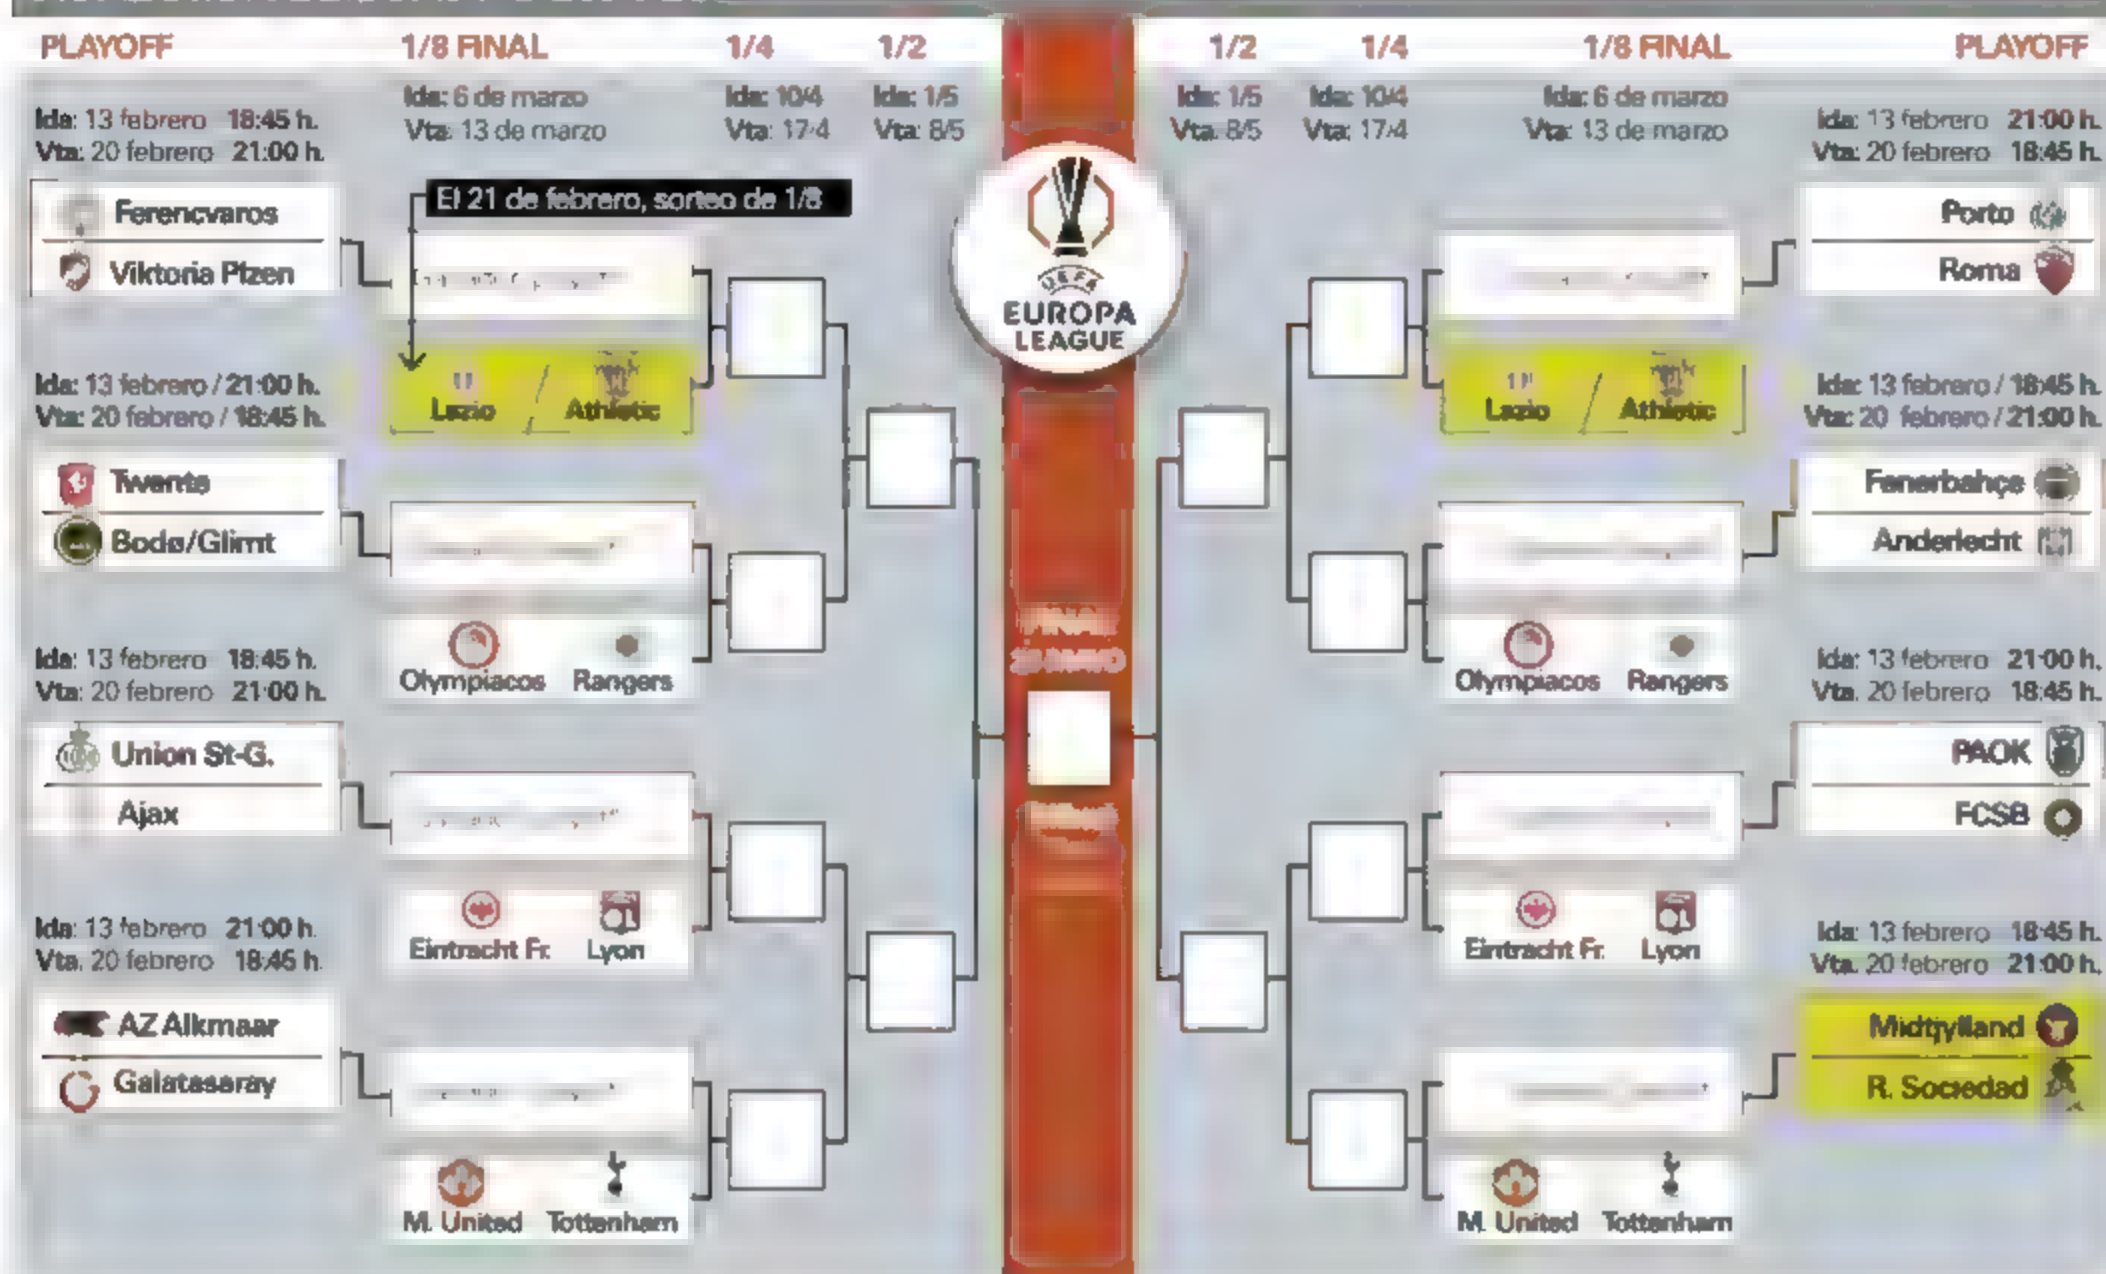 PLAYOFF
1/8 FINAL
1/4
1/2
1/2
1/4
1/8 FINAL
PLAYOFF
Ida: 13 febrero 18:45 h.
Vta: 20 febrero 21:00 h.
Ida: 6 de marzo
Vta: 13 de marzo
Ida: 10/4
Vta: 17/4
Ida: 1/5
Vta: 8/5
Ida: 1/5
Vta. 8/5
Ida: 10/4
Vta: 17/4
Ida: 6 de marzo
Vta: 13 de marzo
Ida: 13 febrero 21:00 h.
Vta: 20 febrero 18:45 h.
El 21 de febrero, sorteo de 1/8
UEFA
EUROPA
LEAGUE
Ferencvaros
Viktoria Plzen
Ida: 13 febrero / 21:00 h.
Vta: 20 febrero / 18:45 h.
Lazio / Athletic
Twente
Bodø/Glimt
Olympiacos Rangers
Ida: 13 febrero 18:45 h.
Vta: 20 febrero 21:00 h.
Union St-G.
Ajax
Eintracht Fr. Lyon
Ida: 13 febrero 21:00 h.
Vta. 20 febrero 18:45 h.
AZ Alkmaar
Galatasaray
M. United Tottenham
Porto
Roma
Lazio / Athletic
Ida: 13 febrero / 18:45 h.
Vta: 20 febrero / 21:00 h.
Fenerbahçe
Anderlecht
Olympiacos Rangers
Ida: 13 febrero 21:00 h.
Vta. 20 febrero 18:45 h.
PAOK
FCSB
Eintracht Fr. Lyon
Ida: 13 febrero 18:45 h.
Vta. 20 febrero 21:00 h.
Midtjylland
R. Sociedad
M. United Tottenham